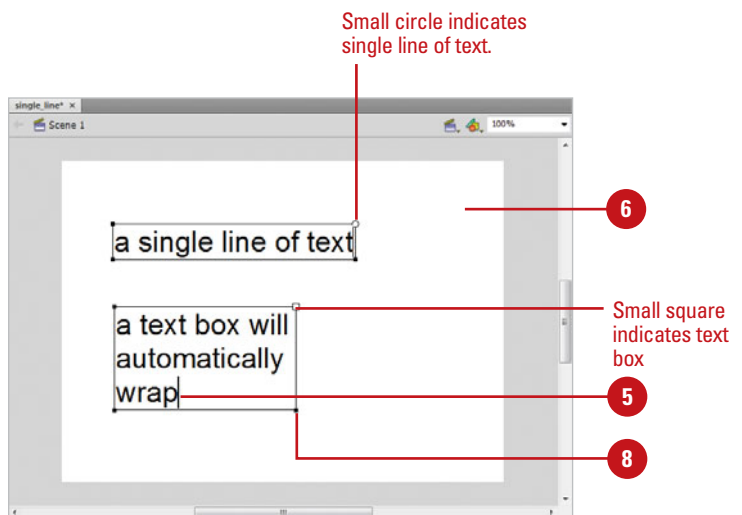 Small circle indicates
single line of text.
single_line* ×
Scene 1
100%
a single line of text
6
a text box will
automatically
wrap
Small square
indicates text
box
5
8